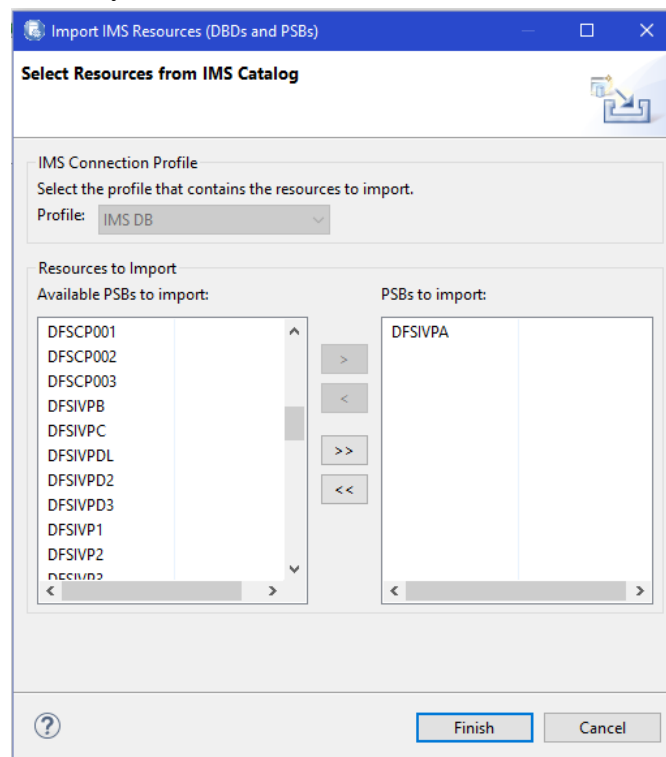 Import IMS Resources (DBDs and PSBs)
Select Resources from IMS Catalog
IMS Connection Profile
Select the profile that contains the resources to import.
Profile: IMS DB
Resources to Import
Available PSBs to import:
DFSCP001
DFSCP002
DFSCP003
DFSIVPB
DFSIVPC
DFSIVPDL
DFSIVPD2
DFSIVPD3
DFSIVP1
DFSIVP2
>
<
>>
<<
PSBs to import:
DFSIVPA
?
Finish
Cancel